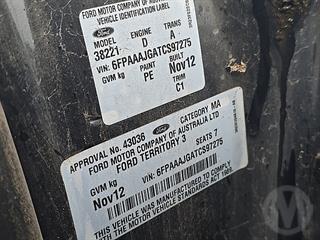 FORD MOTOR COMPANY OF AUSTRALIA LTD
VEHICLE IDENTIFICATION LABEL
MODEL ENGINE TRANS
38221 D A
VIN: 6FPAAAJGATCS97275
GVM kg PAINT BUILT
PE Nov12
TRIM
C1
APPROVAL No. 43036 CATEGORY MA
Ford
FORD MOTOR COMPANY OF AUSTRALIA LTD
FORD TERRITORY 3 SEATS 7
VIN: 6FPAAAJGATCS97275
GVM kg
Nov12
THIS VEHICLE WAS MANUFACTURED TO COMPLY
WITH THE MOTOR VEHICLE STANDARDS ACT 1989.